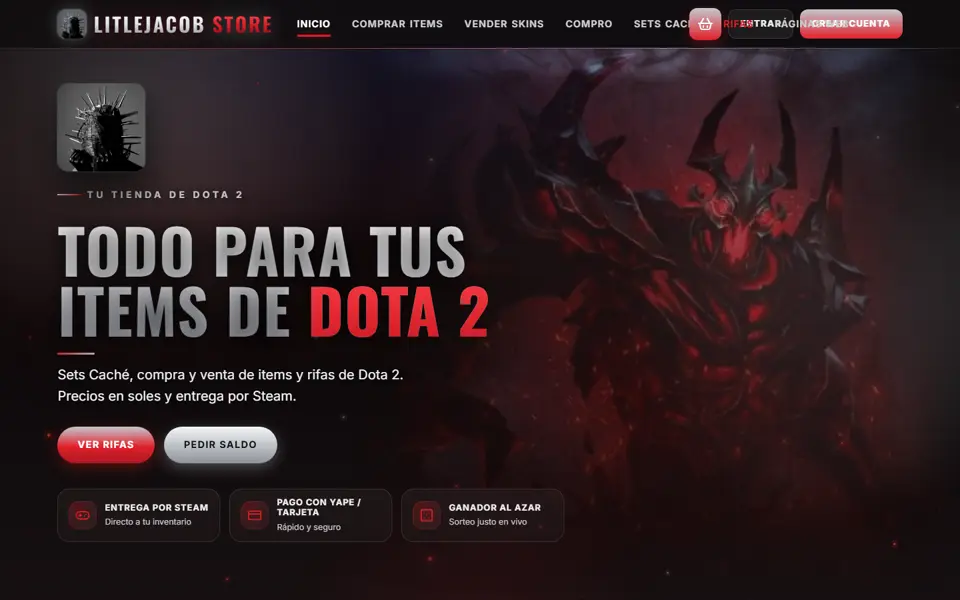 LITLEJACOB STORE
INICIO
COMPRAR ITEMS
VENDER SKINS
COMPRO
SETS
ENTRAR
CREAR CUENTA
TU TIENDA DE DOTA 2
TODO PARA TUS
ITEMS DE DOTA 2
Sets Caché, compra y venta de items y rifas de Dota 2.
Precios en soles y entrega por Steam.
VER RIFAS
PEDIR SALDO
ENTREGA POR STEAM
Directo a tu inventario
PAGO CON YAPE /
TARJETA
Rápido y seguro
GANADOR AL AZAR
Sorteo justo en vivo